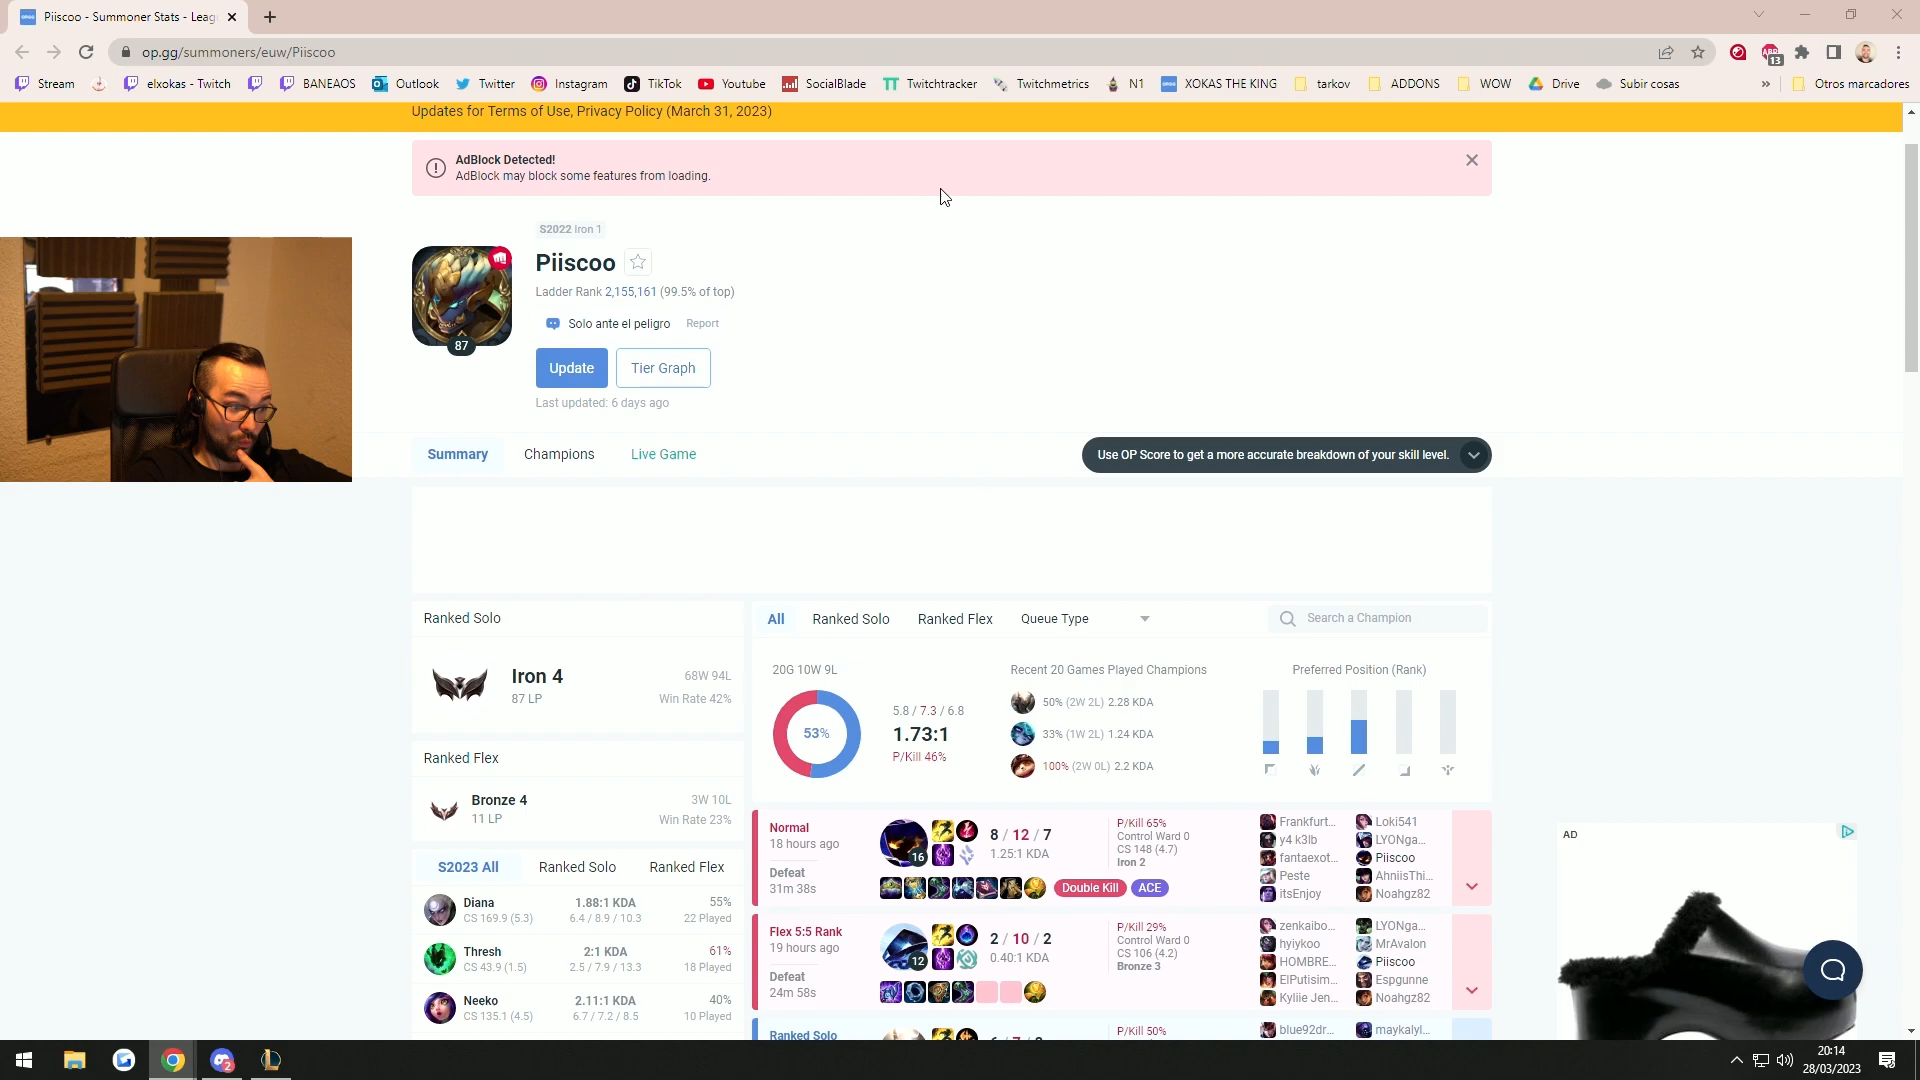 Piiscoo - Summoner Stats - Leag
op.gg/summoners/euw/Piiscoo
ABP
13
Stream
elxokas - Twitch
BANEAOS
Outlook
Twitter
Instagram
TikTok
Youtube
SocialBlade
Twitchtracker
Twitchmetrics
N1
XOKAS THE KING
tarkov
ADDONS
WOW
Drive
Subir cosas
»
Otros marcadores
Updates for Terms of Use, Privacy Policy (March 31, 2023)
AdBlock Detected!
AdBlock may block some features from loading.
S2022 Iron 1
Piiscoo
Ladder Rank 2,155,161 (99.5% of top)
Solo ante el peligro Report
87
Update
Tier Graph
Last updated: 6 days ago
Summary
Champions
Live Game
Use OP Score to get a more accurate breakdown of your skill level.
Ranked Solo
Iron 4
87 LP
68W 94L
Win Rate 42%
Ranked Flex
Bronze 4
11 LP
3W 10L
Win Rate 23%
S2023 All
Ranked Solo
Ranked Flex
Diana
CS 169.9 (5.3)
1.88:1 KDA
6.4 / 8.9 / 10.3
55%
22 Played
Thresh
CS 43.9 (1.5)
2:1 KDA
2.5 / 7.9 / 13.3
61%
18 Played
Neeko
CS 135.1 (4.5)
2.11:1 KDA
6.7 / 7.2 / 8.5
40%
10 Played
All
Ranked Solo
Ranked Flex
Queue Type
Search a Champion
20G 10W 9L
53%
5.8 / 7.3 / 6.8
1.73:1
P/Kill 46%
Recent 20 Games Played Champions
50% (2W 2L) 2.28 KDA
33% (1W 2L) 1.24 KDA
100% (2W 0L) 2.2 KDA
Preferred Position (Rank)
Normal
18 hours ago
Defeat
31m 38s
16
8 / 12 / 7
1.25:1 KDA
Double Kill
ACE
P/Kill 65%
Control Ward 0
CS 148 (4.7)
Iron 2
Frankfurt...
y4 k3lb
fantaexot...
Peste
itsEnjoy
Loki541
LYONga...
Piiscoo
AhniisThi...
Noahgz82
Flex 5:5 Rank
19 hours ago
Defeat
24m 58s
12
2 / 10 / 2
0.40:1 KDA
P/Kill 29%
Control Ward 0
CS 106 (4.2)
Bronze 3
zenkaibo...
hyiykoo
HOMBRE...
ElPutisim...
Kyliie Jen...
LYONga...
MrAvalon
Piiscoo
Espgunne
Noahgz82
Ranked Solo
P/Kill 50%
blue92dr...
maykalyl...
AD
2
20:14
28/03/2023